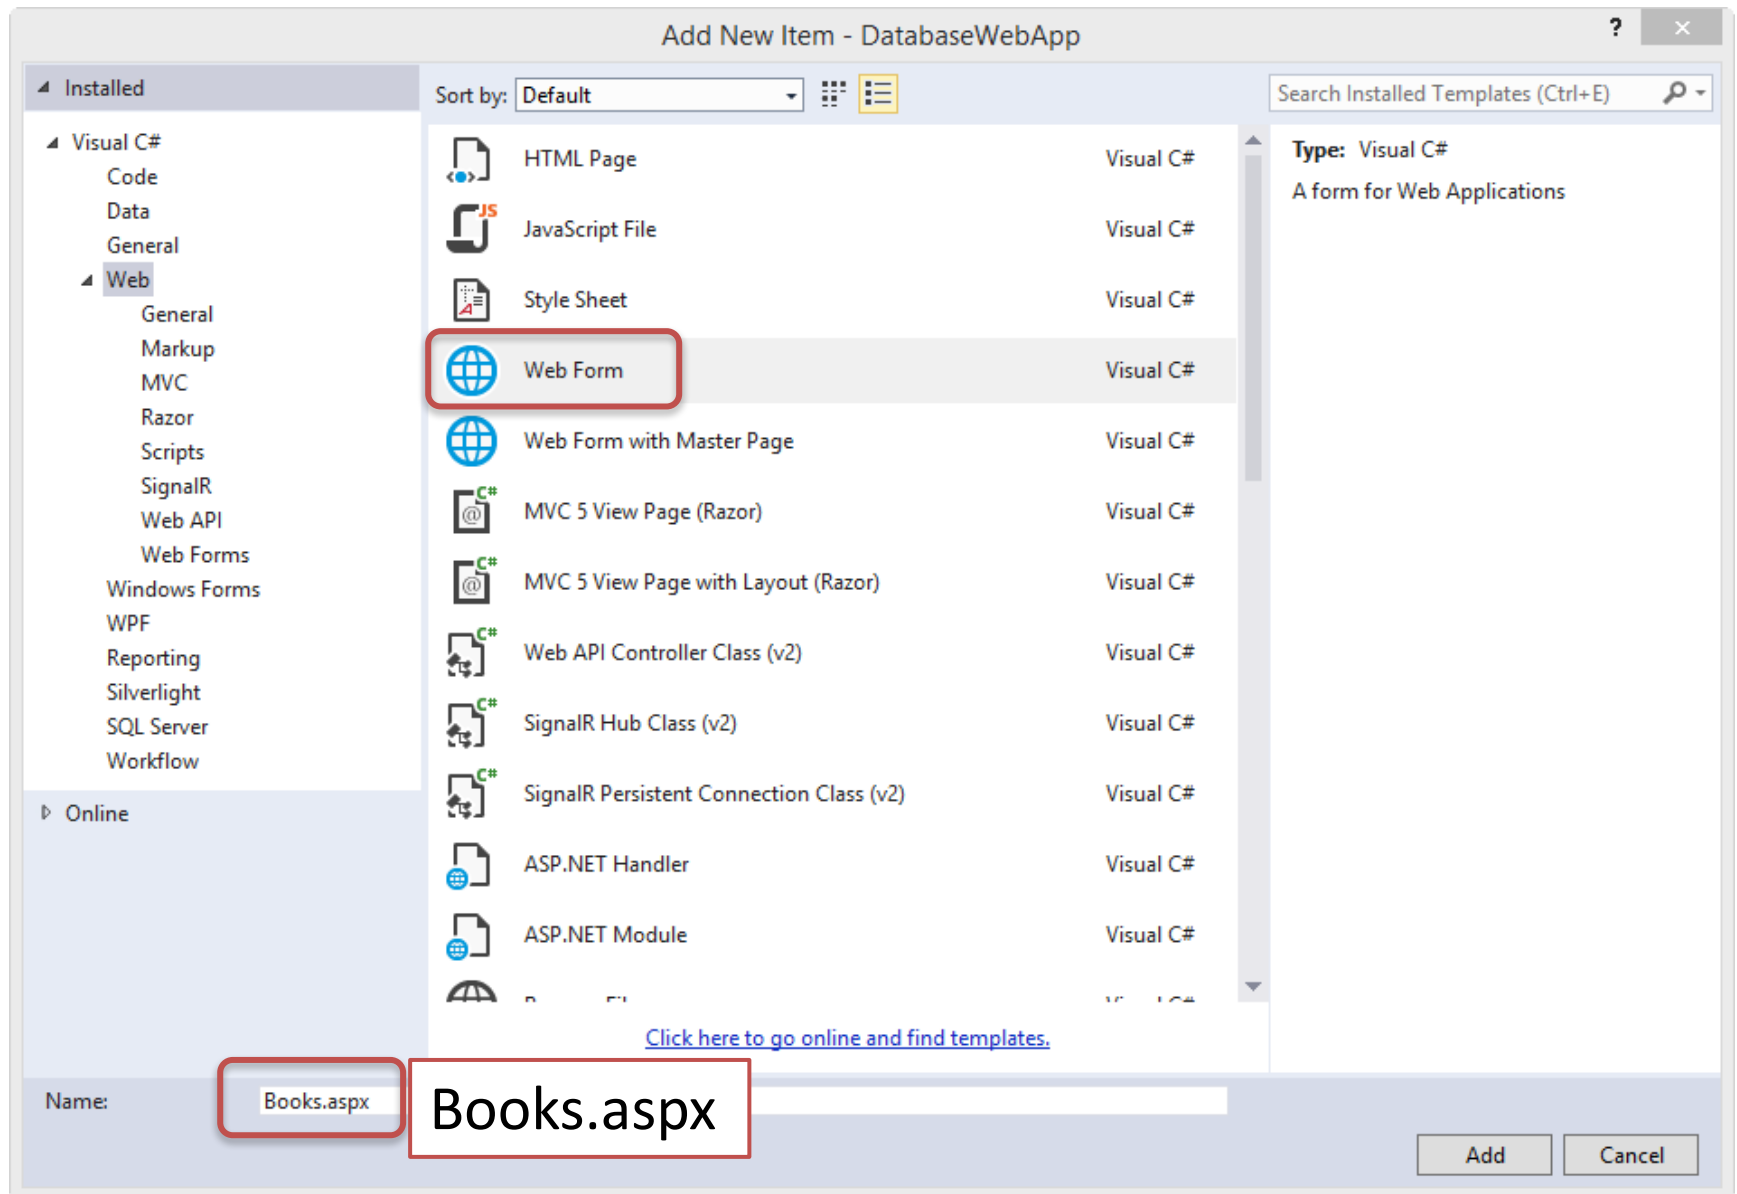 Add New Item - DatabaseWebApp
?
Installed
Sort by: Default
Search Installed Templates (Ctrl+E)
Visual C#
Code
Data
General
Web
General
Markup
MVC
Razor
Scripts
SignalR
Web API
Web Forms
Windows Forms
WPF
Reporting
Silverlight
SQL Server
Workflow
Online
HTML Page Visual C#
JavaScript File Visual C#
Style Sheet Visual C#
Web Form Visual C#
Web Form with Master Page Visual C#
MVC 5 View Page (Razor) Visual C#
MVC 5 View Page with Layout (Razor) Visual C#
Web API Controller Class (v2) Visual C#
SignalR Hub Class (v2) Visual C#
SignalR Persistent Connection Class (v2) Visual C#
ASP.NET Handler Visual C#
ASP.NET Module Visual C#
Click here to go online and find templates.
Type: Visual C#
A form for Web Applications
Name: Books.aspx
Books.aspx
Add Cancel